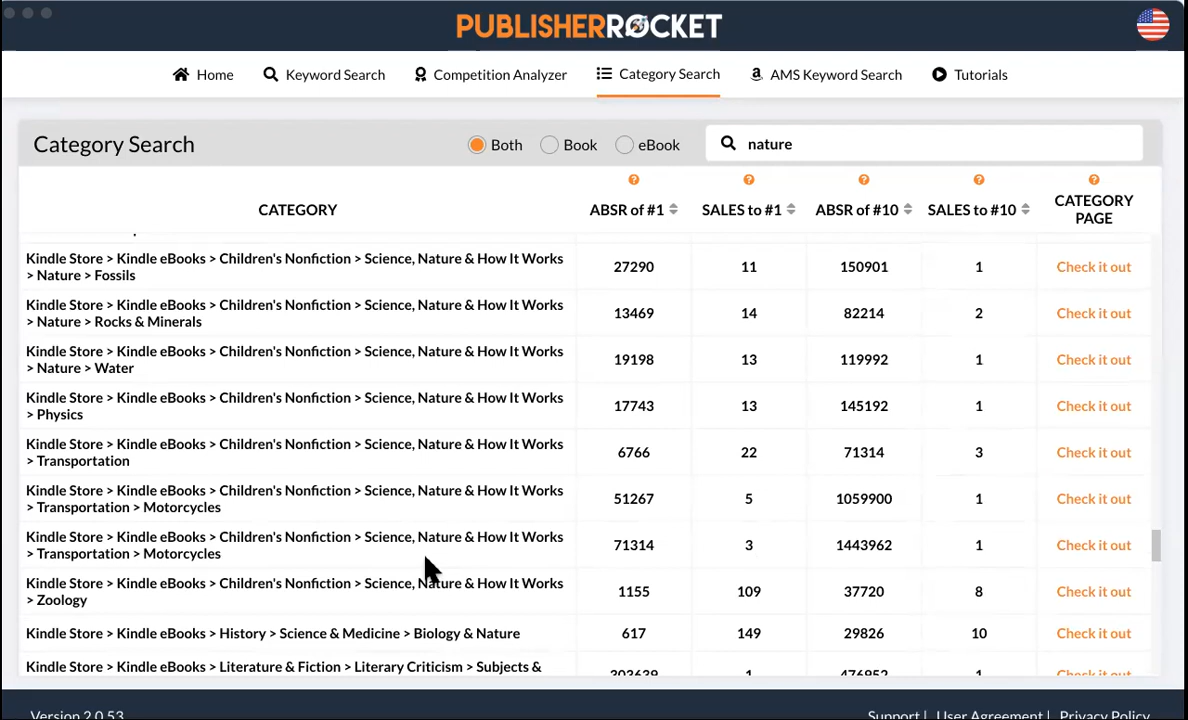 PUBLISHERROCKET
Home Keyword Search Competition Analyzer Category Search AMS Keyword Search Tutorials
Category Search Both Book eBook nature
CATEGORY ABSR of #1 SALES to #1 ABSR of #10 SALES to #10 CATEGORY PAGE
Kindle Store > Kindle eBooks > Children's Nonfiction > Science, Nature & How It Works
> Nature > Fossils
27290 11 150901 1 Check it out
Kindle Store > Kindle eBooks > Children's Nonfiction > Science, Nature & How It Works
> Nature > Rocks & Minerals
13469 14 82214 2 Check it out
Kindle Store > Kindle eBooks > Children's Nonfiction > Science, Nature & How It Works
> Nature > Water
19198 13 119992 1 Check it out
Kindle Store > Kindle eBooks > Children's Nonfiction > Science, Nature & How It Works
> Physics
17743 13 145192 1 Check it out
Kindle Store > Kindle eBooks > Children's Nonfiction > Science, Nature & How It Works
> Transportation
6766 22 71314 3 Check it out
Kindle Store > Kindle eBooks > Children's Nonfiction > Science, Nature & How It Works
> Transportation > Motorcycles
51267 5 1059900 1 Check it out
Kindle Store > Kindle eBooks > Children's Nonfiction > Science, Nature & How It Works
> Transportation > Motorcycles
71314 3 1443962 1 Check it out
Kindle Store > Kindle eBooks > Children's Nonfiction > Science, Nature & How It Works
> Zoology
1155 109 37720 8 Check it out
Kindle Store > Kindle eBooks > History > Science & Medicine > Biology & Nature 617 149 29826 10 Check it out
Kindle Store > Kindle eBooks > Literature & Fiction > Literary Criticism > Subjects &
1 1 Check it out
Version 2.0.53 Support | User Agreement | Privacy Policy